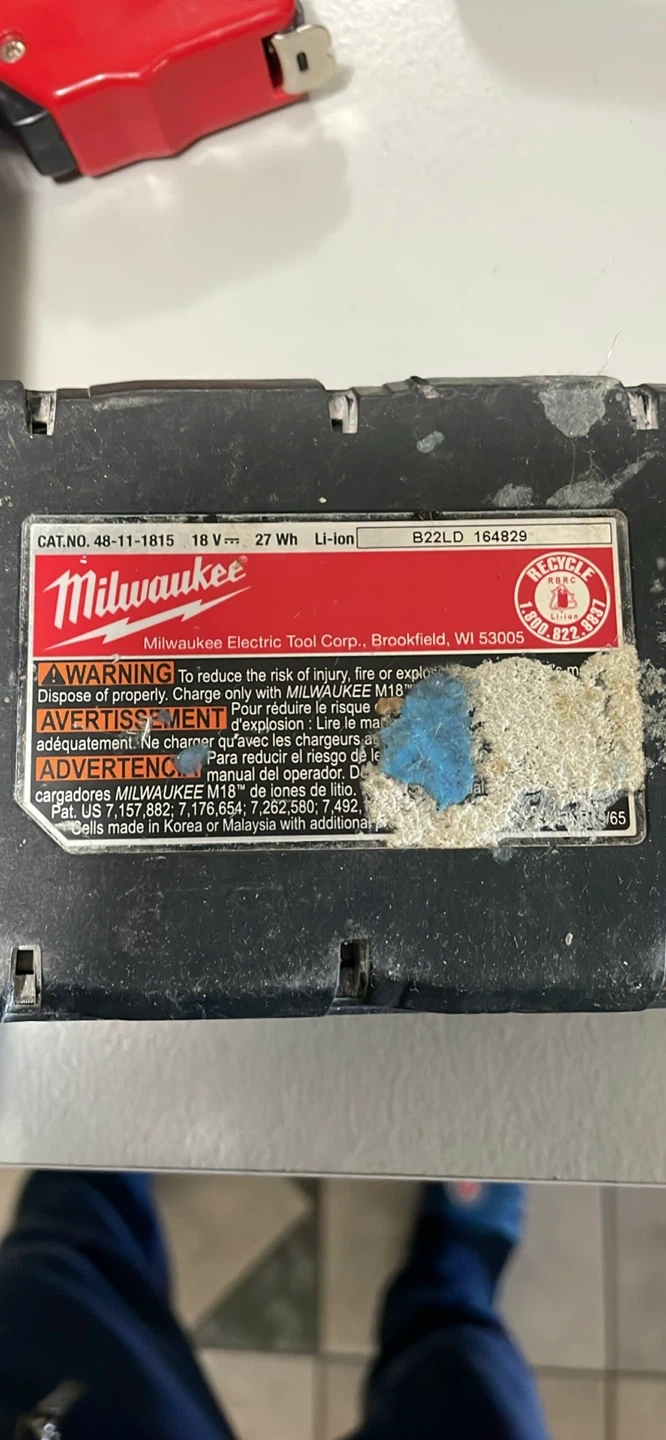 CAT.NO. 48-11-1815 18 V⎓ 27 Wh Li-ion B22LD 164829
Milwaukee®
RECYCLE
RBRC
Li-ion
1.800.822.8837
Milwaukee Electric Tool Corp., Brookfield, WI 53005
⚠WARNING To reduce the risk of injury, fire or
Dispose of properly. Charge only with MILWAUKEE M18™
AVERTISSEMENT Pour réduire le risque
d'explosion : Lire le
adéquatement. Ne charger qu'avec les chargeurs
Para reducir el riesgo de
manual del operador.
cargadores MILWAUKEE M18™ de iones de litio.
Pat. US 7,157,882; 7,176,654; 7,262,580; 7,492,
Cells made in Korea or Malaysia with